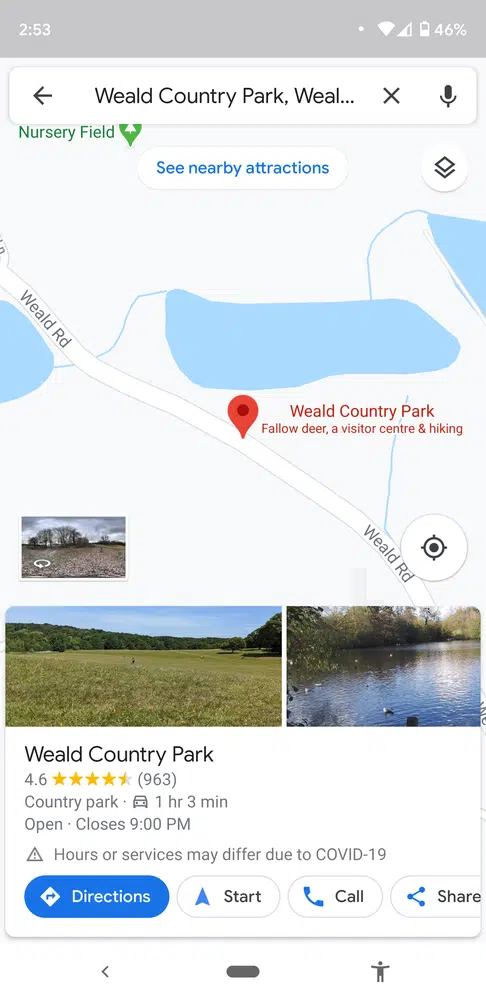 2:53
46%
Weald Country Park, Weal...
Nursery Field
See nearby attractions
Weald Rd
Weald Country Park
Fallow deer, a visitor centre & hiking
Weald Rd
Weald Country Park
4.6 (963)
Country park · 1 hr 3 min
Open · Closes 9:00 PM
Hours or services may differ due to COVID-19
Directions
Start
Call
Share